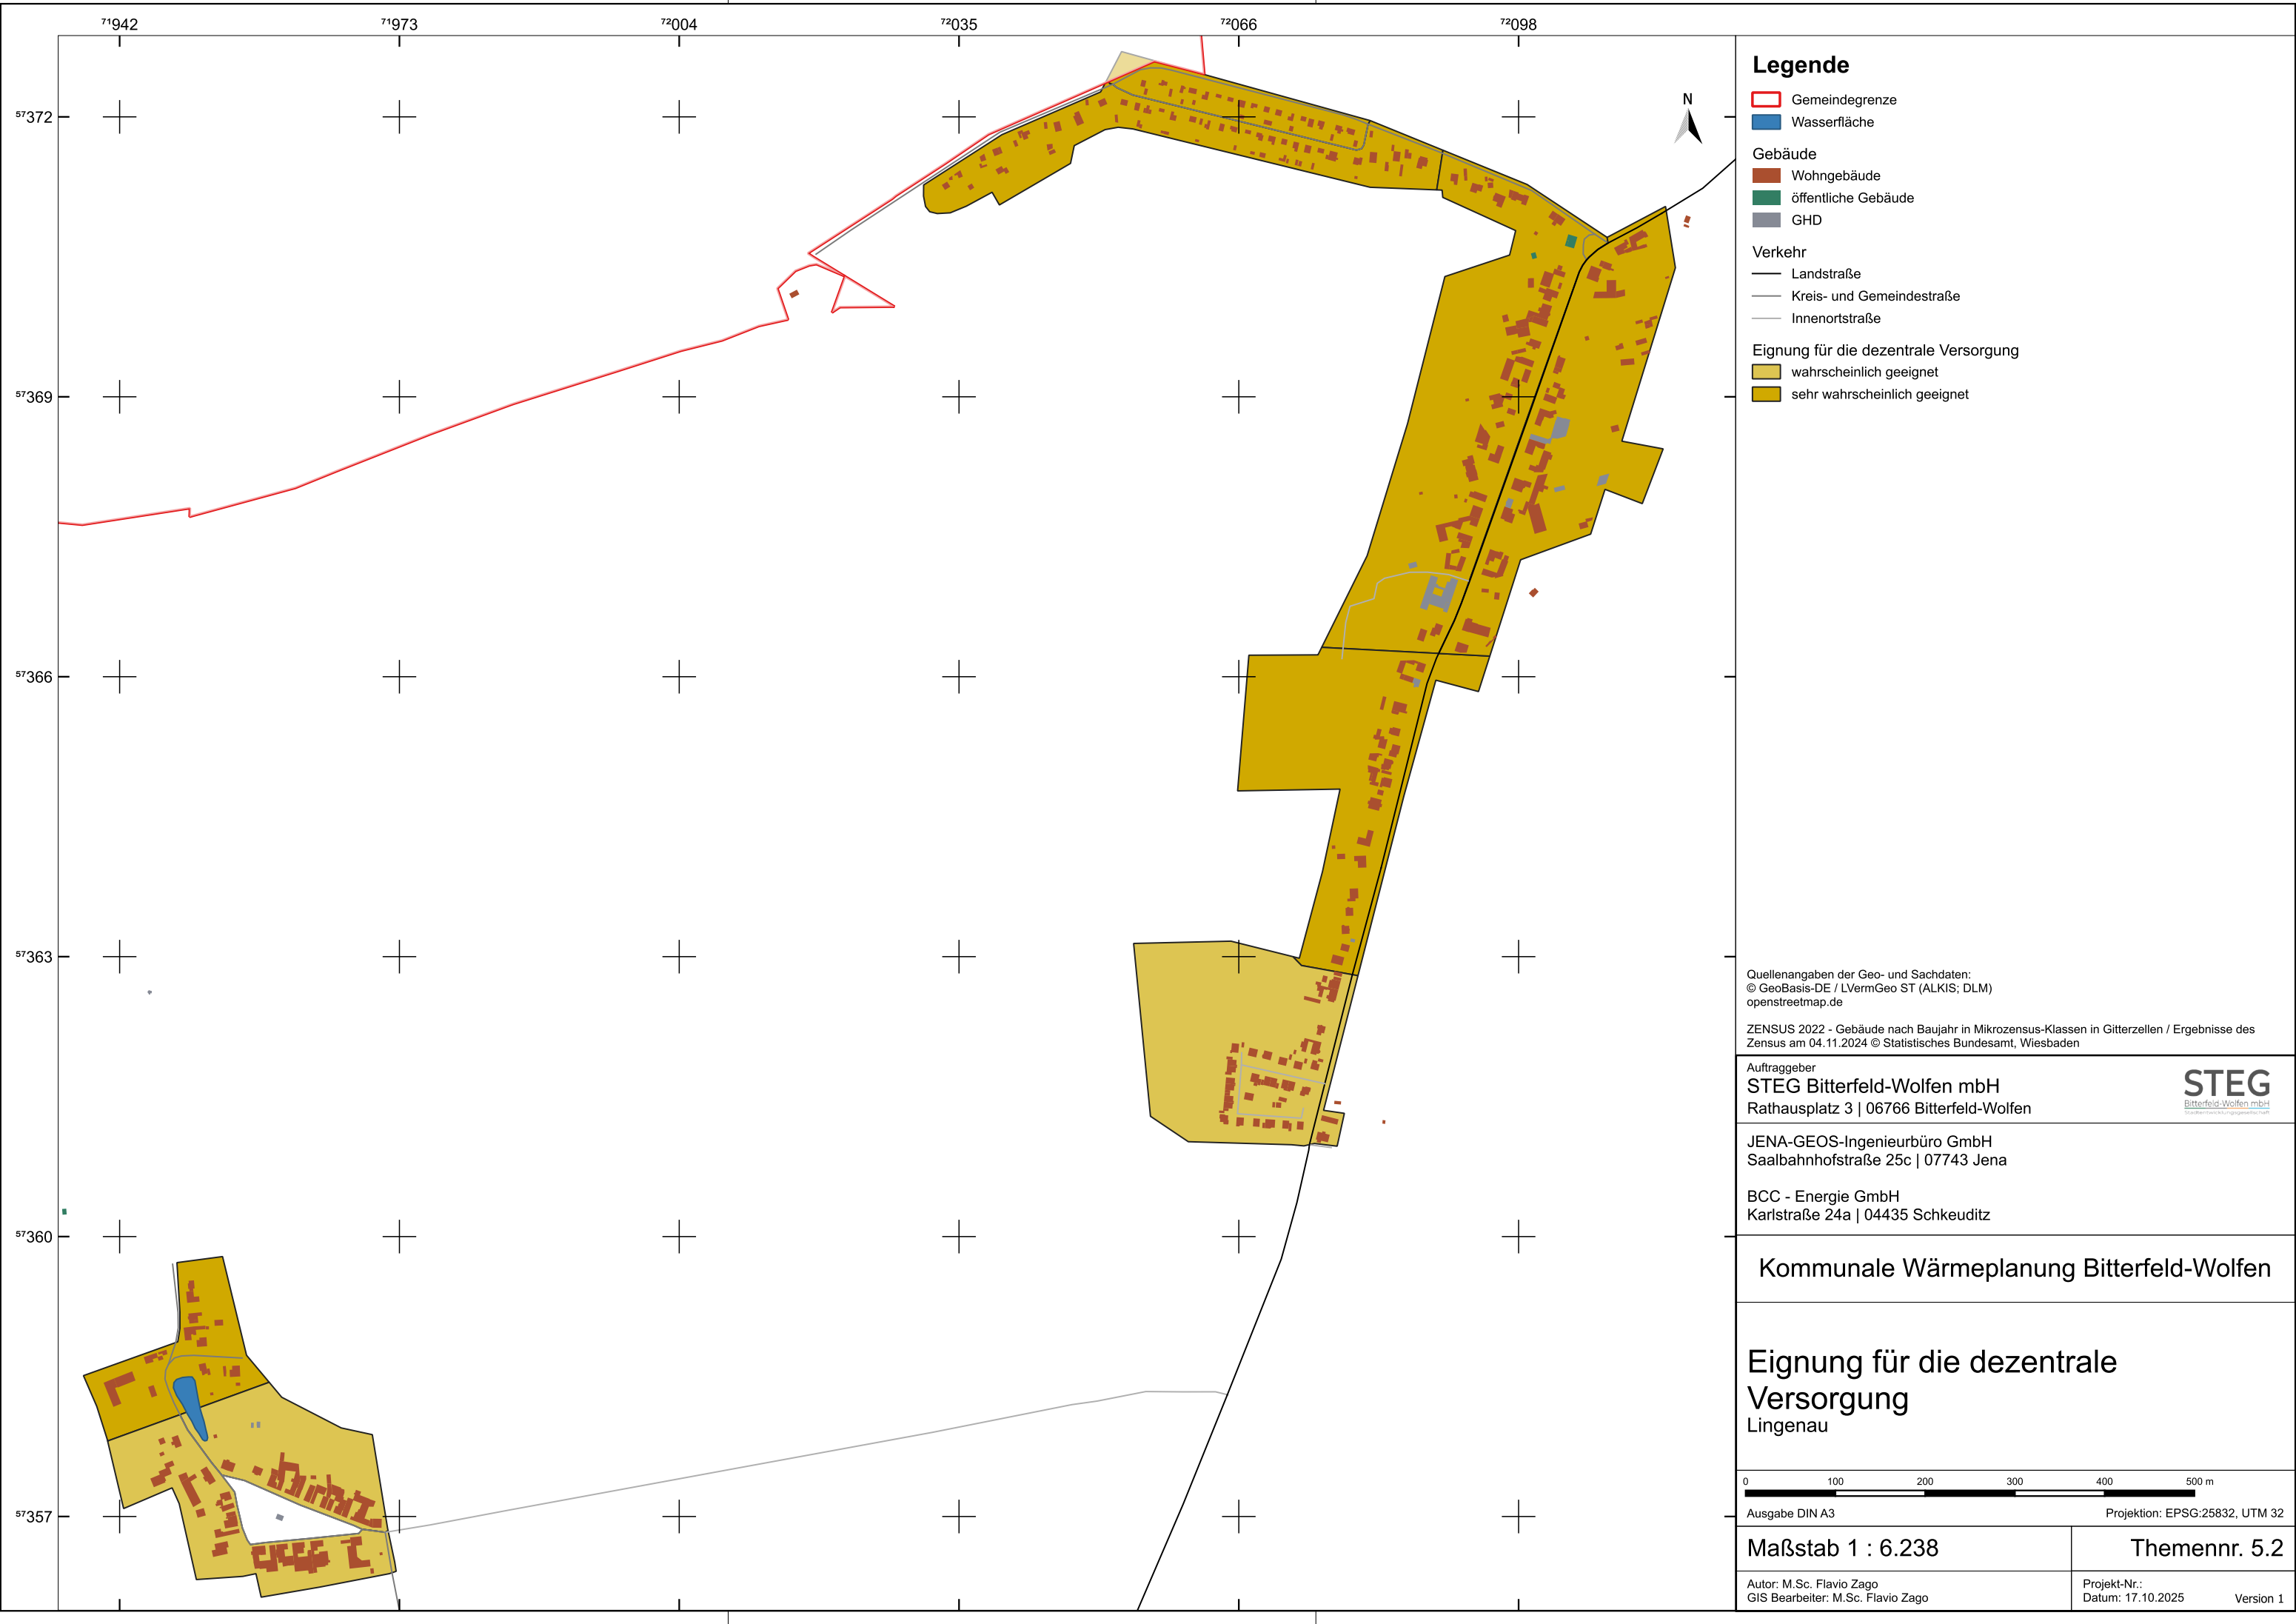 71942
71973
72004
72035
72066
72098
57372
57369
57366
57363
57360
57357
N
Legende
Gemeindegrenze
Wasserfläche
Gebäude
Wohngebäude
öffentliche Gebäude
GHD
Verkehr
Landstraße
Kreis- und Gemeindestraße
Innenortstraße
Eignung für die dezentrale Versorgung
wahrscheinlich geeignet
sehr wahrscheinlich geeignet
Quellenangaben der Geo- und Sachdaten:
© GeoBasis-DE / LVermGeo ST (ALKIS; DLM)
openstreetmap.de
ZENSUS 2022 - Gebäude nach Baujahr in Mikrozensus-Klassen in Gitterzellen / Ergebnisse des
Zensus am 04.11.2024 © Statistisches Bundesamt, Wiesbaden
Auftraggeber
STEG Bitterfeld-Wolfen mbH
Rathausplatz 3 | 06766 Bitterfeld-Wolfen
STEG
Bitterfeld-Wolfen mbH
Stadtentwicklungsgesellschaft
JENA-GEOS-Ingenieurbüro GmbH
Saalbahnhofstraße 25c | 07743 Jena
BCC - Energie GmbH
Karlstraße 24a | 04435 Schkeuditz
Kommunale Wärmeplanung Bitterfeld-Wolfen
Eignung für die dezentrale
Versorgung
Lingenau
0 100 200 300 400 500 m
Ausgabe DIN A3 Projektion: EPSG:25832, UTM 32
Maßstab 1 : 6.238 Themennr. 5.2
Autor: M.Sc. Flavio Zago
GIS Bearbeiter: M.Sc. Flavio Zago
Projekt-Nr.:
Datum: 17.10.2025 Version 1